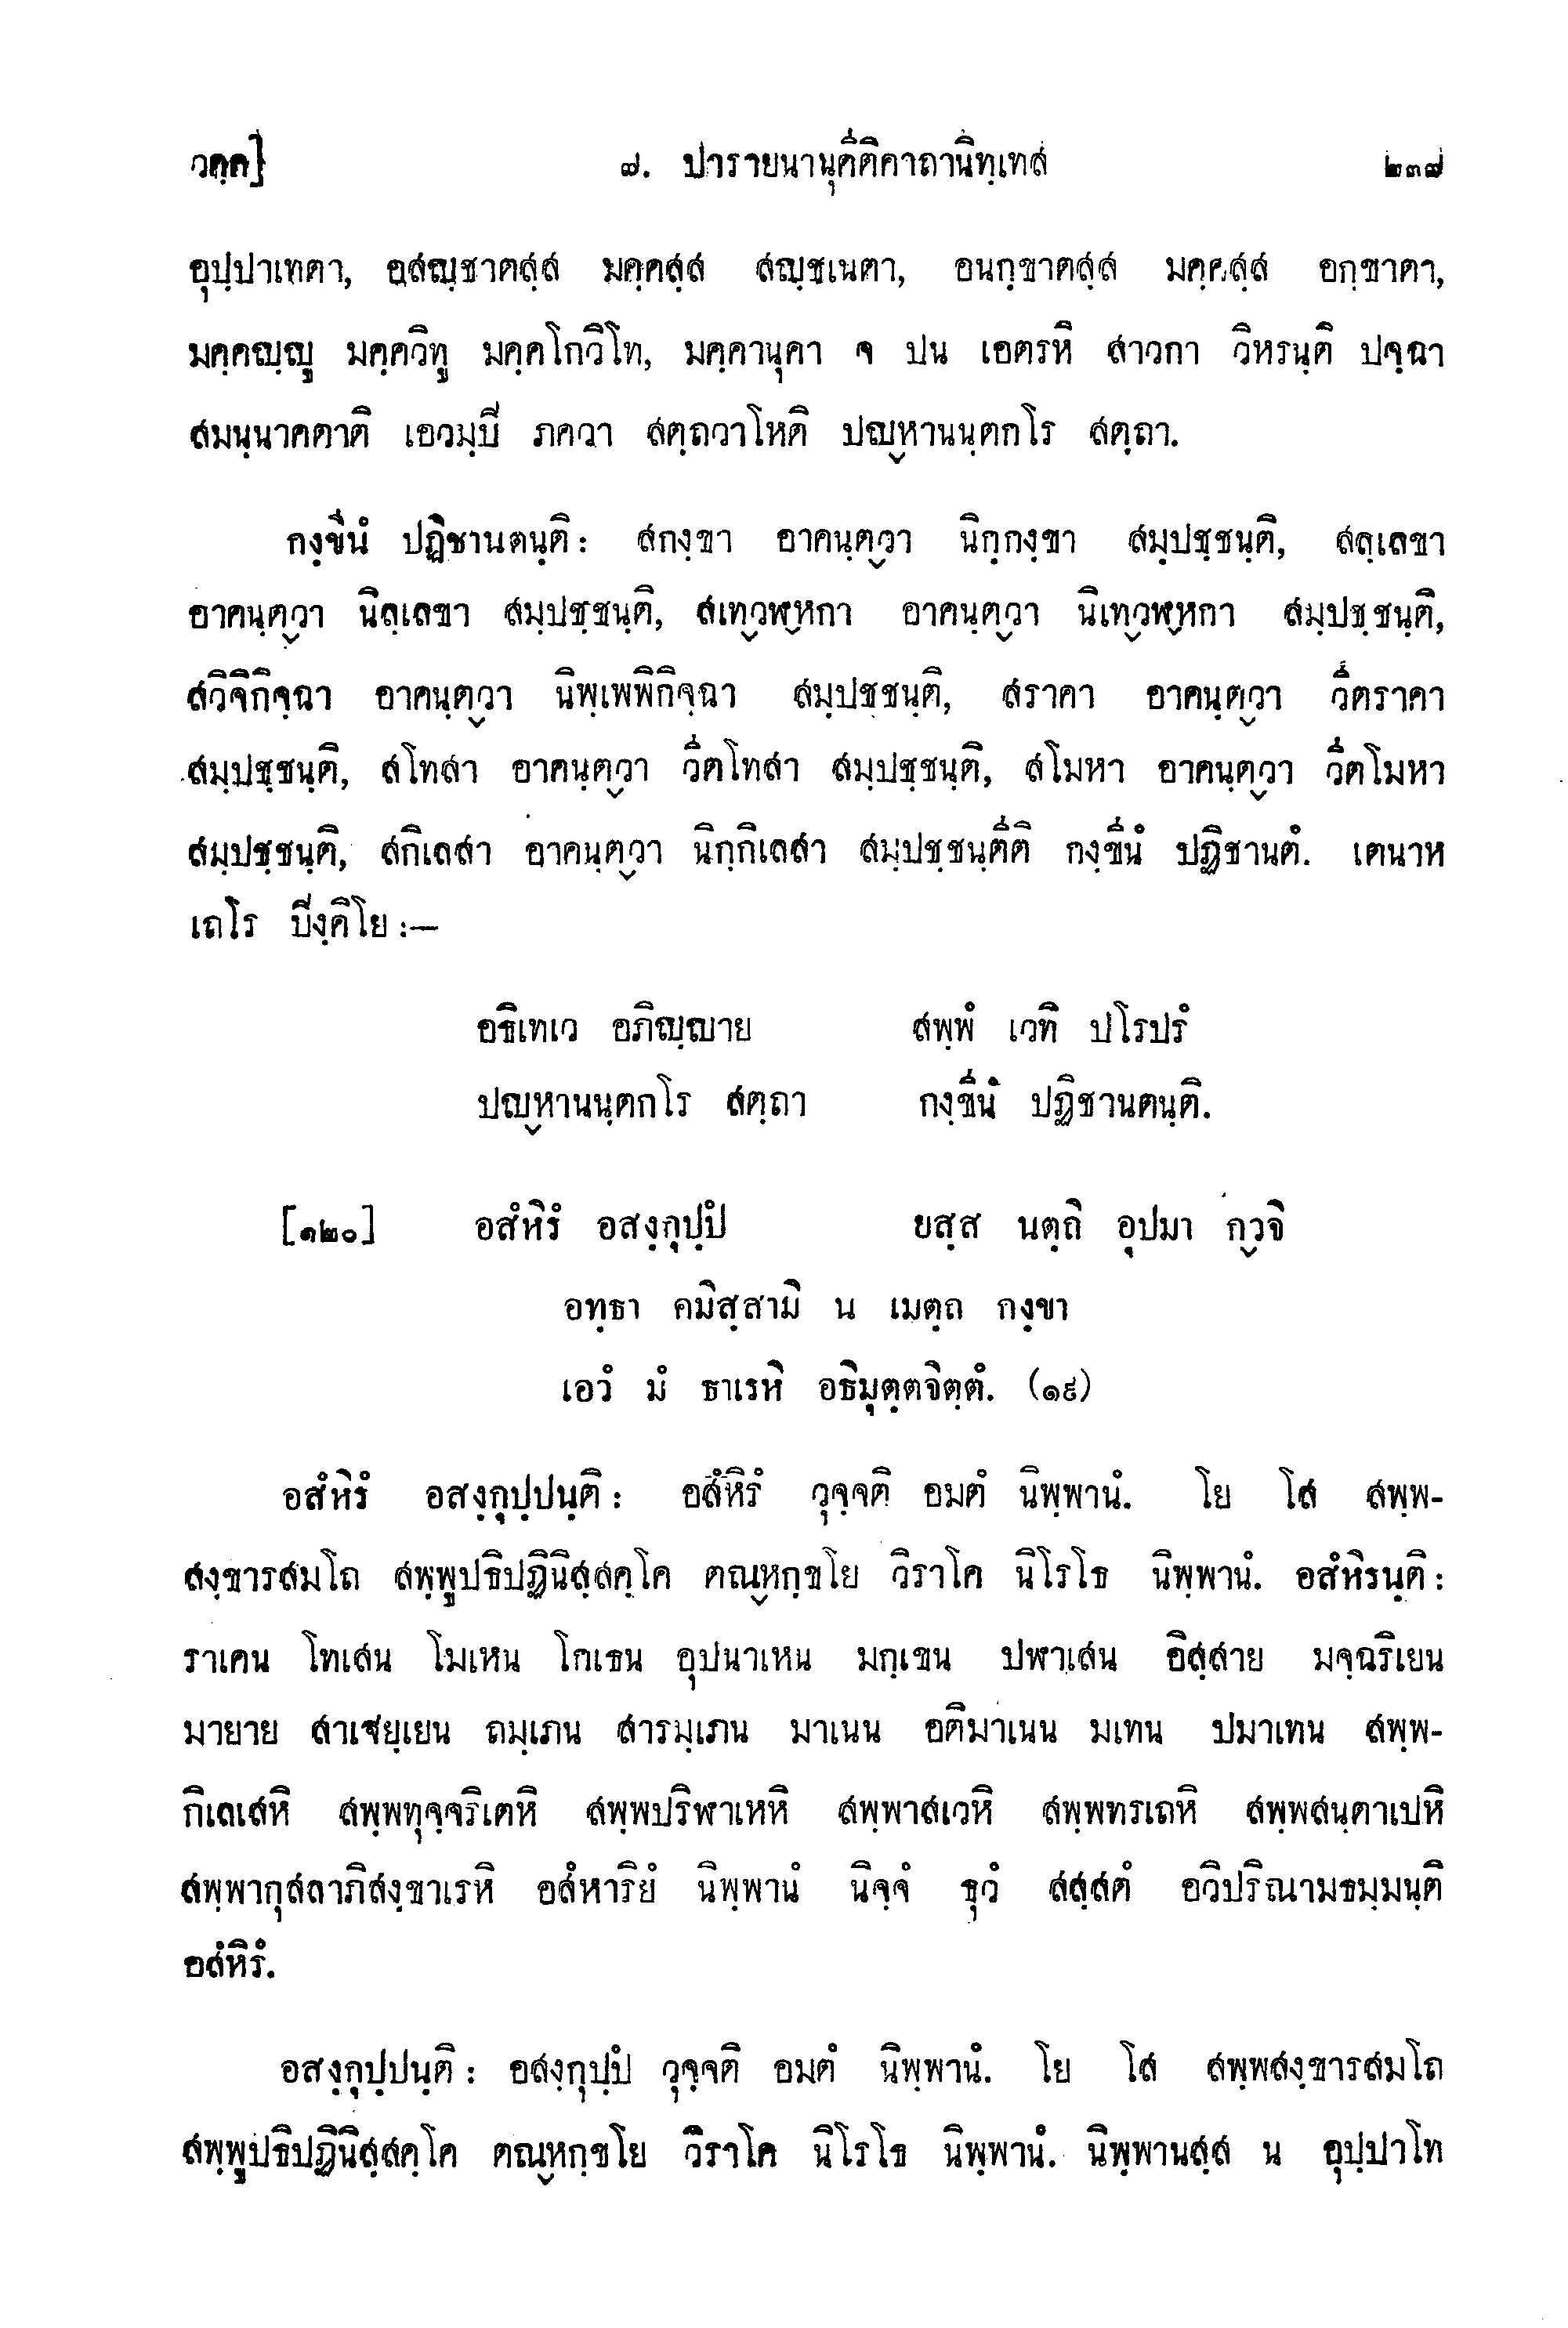 วคฺค]	๘. ปารายนานุคีติคาถานิทฺเทส	๒๓๗
อุปฺปาเทตา, อสญฺชาตสฺส มคฺคสฺส สญฺชเนตา, อนกฺขาตสฺส มคฺคสฺส อกฺขาตา,
มคฺคญฺญู มคฺควิทู มคฺคโกวิโท, มคฺคานุคา จ ปน เอตรหิ สาวกา วิหรนฺติ ปจฺฉา
สมนฺนาคตาติ เอวมฺปิ ภควา สตฺถวาโหติ ปญฺหานนฺตกโร สตฺถา.
กงฺขีนํ ปฏิชานตนฺติ: สกงฺขา อาคนฺตฺวา นิกฺกงฺขา สมฺปชฺชนฺติ, สลฺเลขา
อาคนฺตฺวา นิลฺเลขา สมฺปชฺชนฺติ, สเทฺวฬฺหกา อาคนฺตฺวา นิเทฺวฬฺหกา สมฺปชฺชนฺติ,
สวิจิกิจฺฉา อาคนฺตฺวา นิพฺเพพิกิจฺฉา สมฺปชฺชนฺติ, สราคา อาคนฺตฺวา วีตราคา
สมฺปชฺชนฺติ, สโทสา อาคนฺตฺวา วีตโทสา สมฺปชฺชนฺติ, สโมหา อาคนฺตฺวา วีตโมหา
สมฺปชฺชนฺติ, สกิเลสา อาคนฺตฺวา นิกฺกิเลสา สมฺปชฺชนฺตีติ กงฺขีนํ ปฏิชานตํ. เตนาห
เถโร ปิงฺคิโย :—
อธิเทเว อภิญฺญาย	สพฺพํ เวทิ ปโรปรํ
ปญฺหานนฺตกโร สตฺถา	กงฺขีนํ ปฏิชานตนฺติ.
[๑๒๐]	อสํหิรํ อสงฺกุปฺปํ	ยสฺส นตฺถิ อุปมา กฺวจิ
อทฺธา คมิสฺสามิ น เมตฺถ กงฺขา
เอวํ มํ ธาเรหิ อธิมุตฺตจิตฺตํ. (๑๙)
อสํหิรํ อสงฺกุปฺปนฺติ: อสํหิรํ วุจฺจติ อมตํ นิพฺพานํ. โย โส สพฺพ-
สงฺขารสมโถ สพฺพูปธิปฏินิสฺสคฺโค ตณฺหกฺขโย วิราโค นิโรโธ นิพฺพานํ. อสํหิรนฺติ:
ราเคน โทเสน โมเหน โกเธน อุปนาเหน มกฺเขน ปฬาเสน อิสฺสาย มจฺฉริเยน
มายาย สาเฐยฺเยน ถมฺเภน สารมฺเภน มาเนน อติมาเนน มเทน ปมาเทน สพฺพ-
กิเลเสหิ สพฺพทุจฺจริเตหิ สพฺพปริฬาเหหิ สพฺพาสเวหิ สพฺพทรเถหิ สพฺพสนฺตาเปหิ
สพฺพากุสลาภิสงฺขาเรหิ อสํหาริยํ นิพฺพานํ นิจฺจํ ธุวํ สสฺสตํ อวิปริณามธมฺมนฺติ
อสํหิรํ.
อสงฺกุปฺปนฺติ: อสงฺกุปฺปํ วุจฺจติ อมตํ นิพฺพานํ. โย โส สพฺพสงฺขารสมโถ
สพฺพูปธิปฏินิสฺสคฺโค ตณฺหกฺขโย วิราโค นิโรโธ นิพฺพานํ. นิพฺพานสฺส น อุปฺปาโท